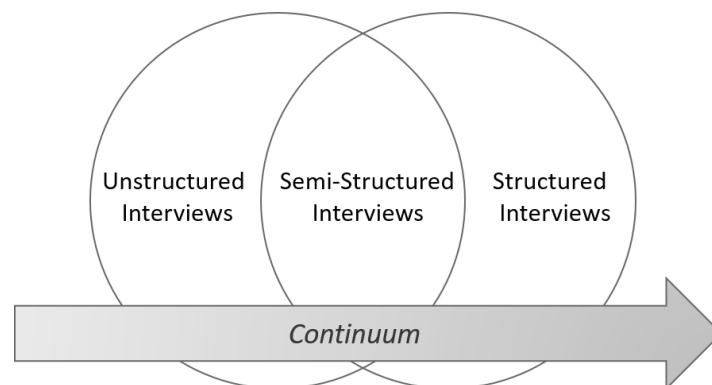 Unstructured
Interviews
Semi-Structured
Interviews
Structured
Interviews
Continuum